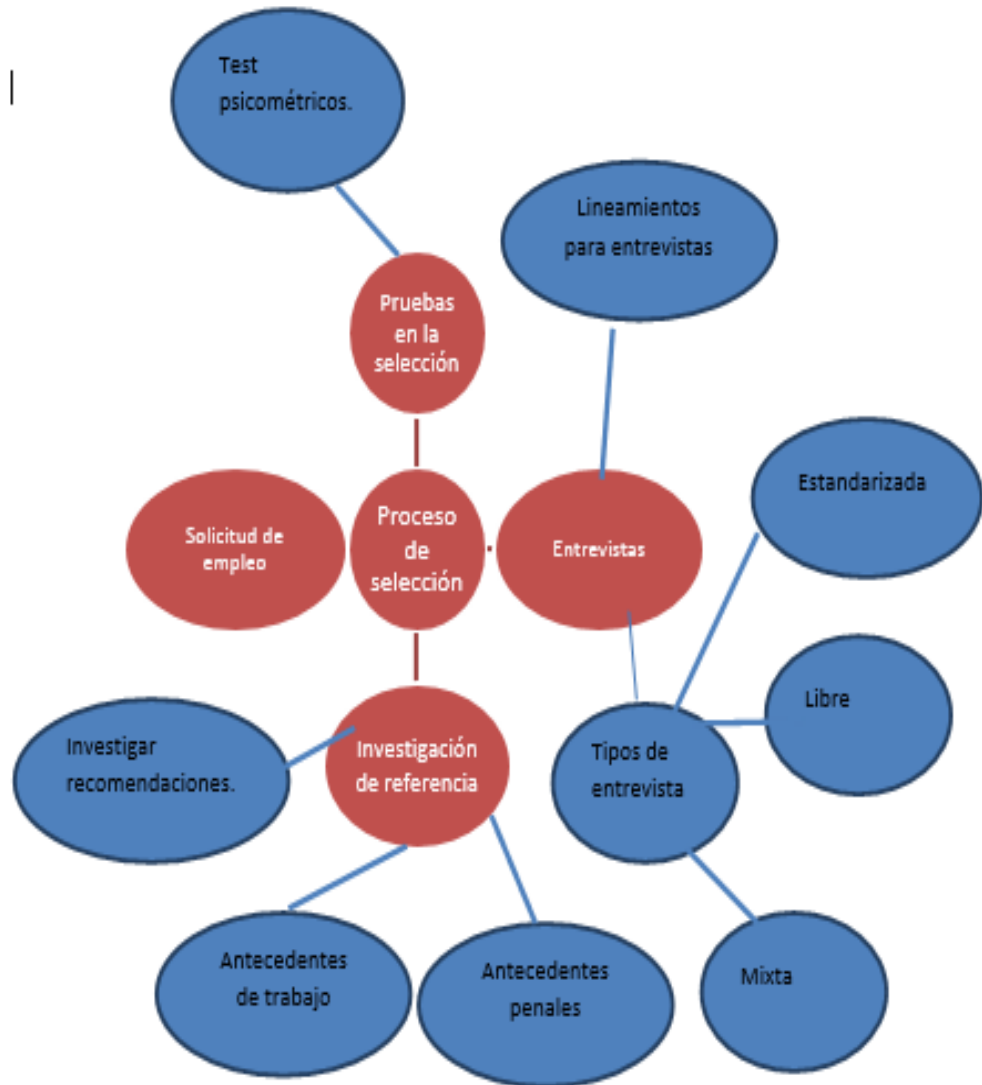 Test
psicométricos.
Lineamientos
para entrevistas
Pruebas
en la
selección
Estandarizada
Solicitud de
empleo
Proceso
de
selección
Entrevistas
Libre
Investigar
recomendaciones.
Investigación
de referencia
Tipos de
entrevista
Antecedentes
de trabajo
Antecedentes
penales
Mixta